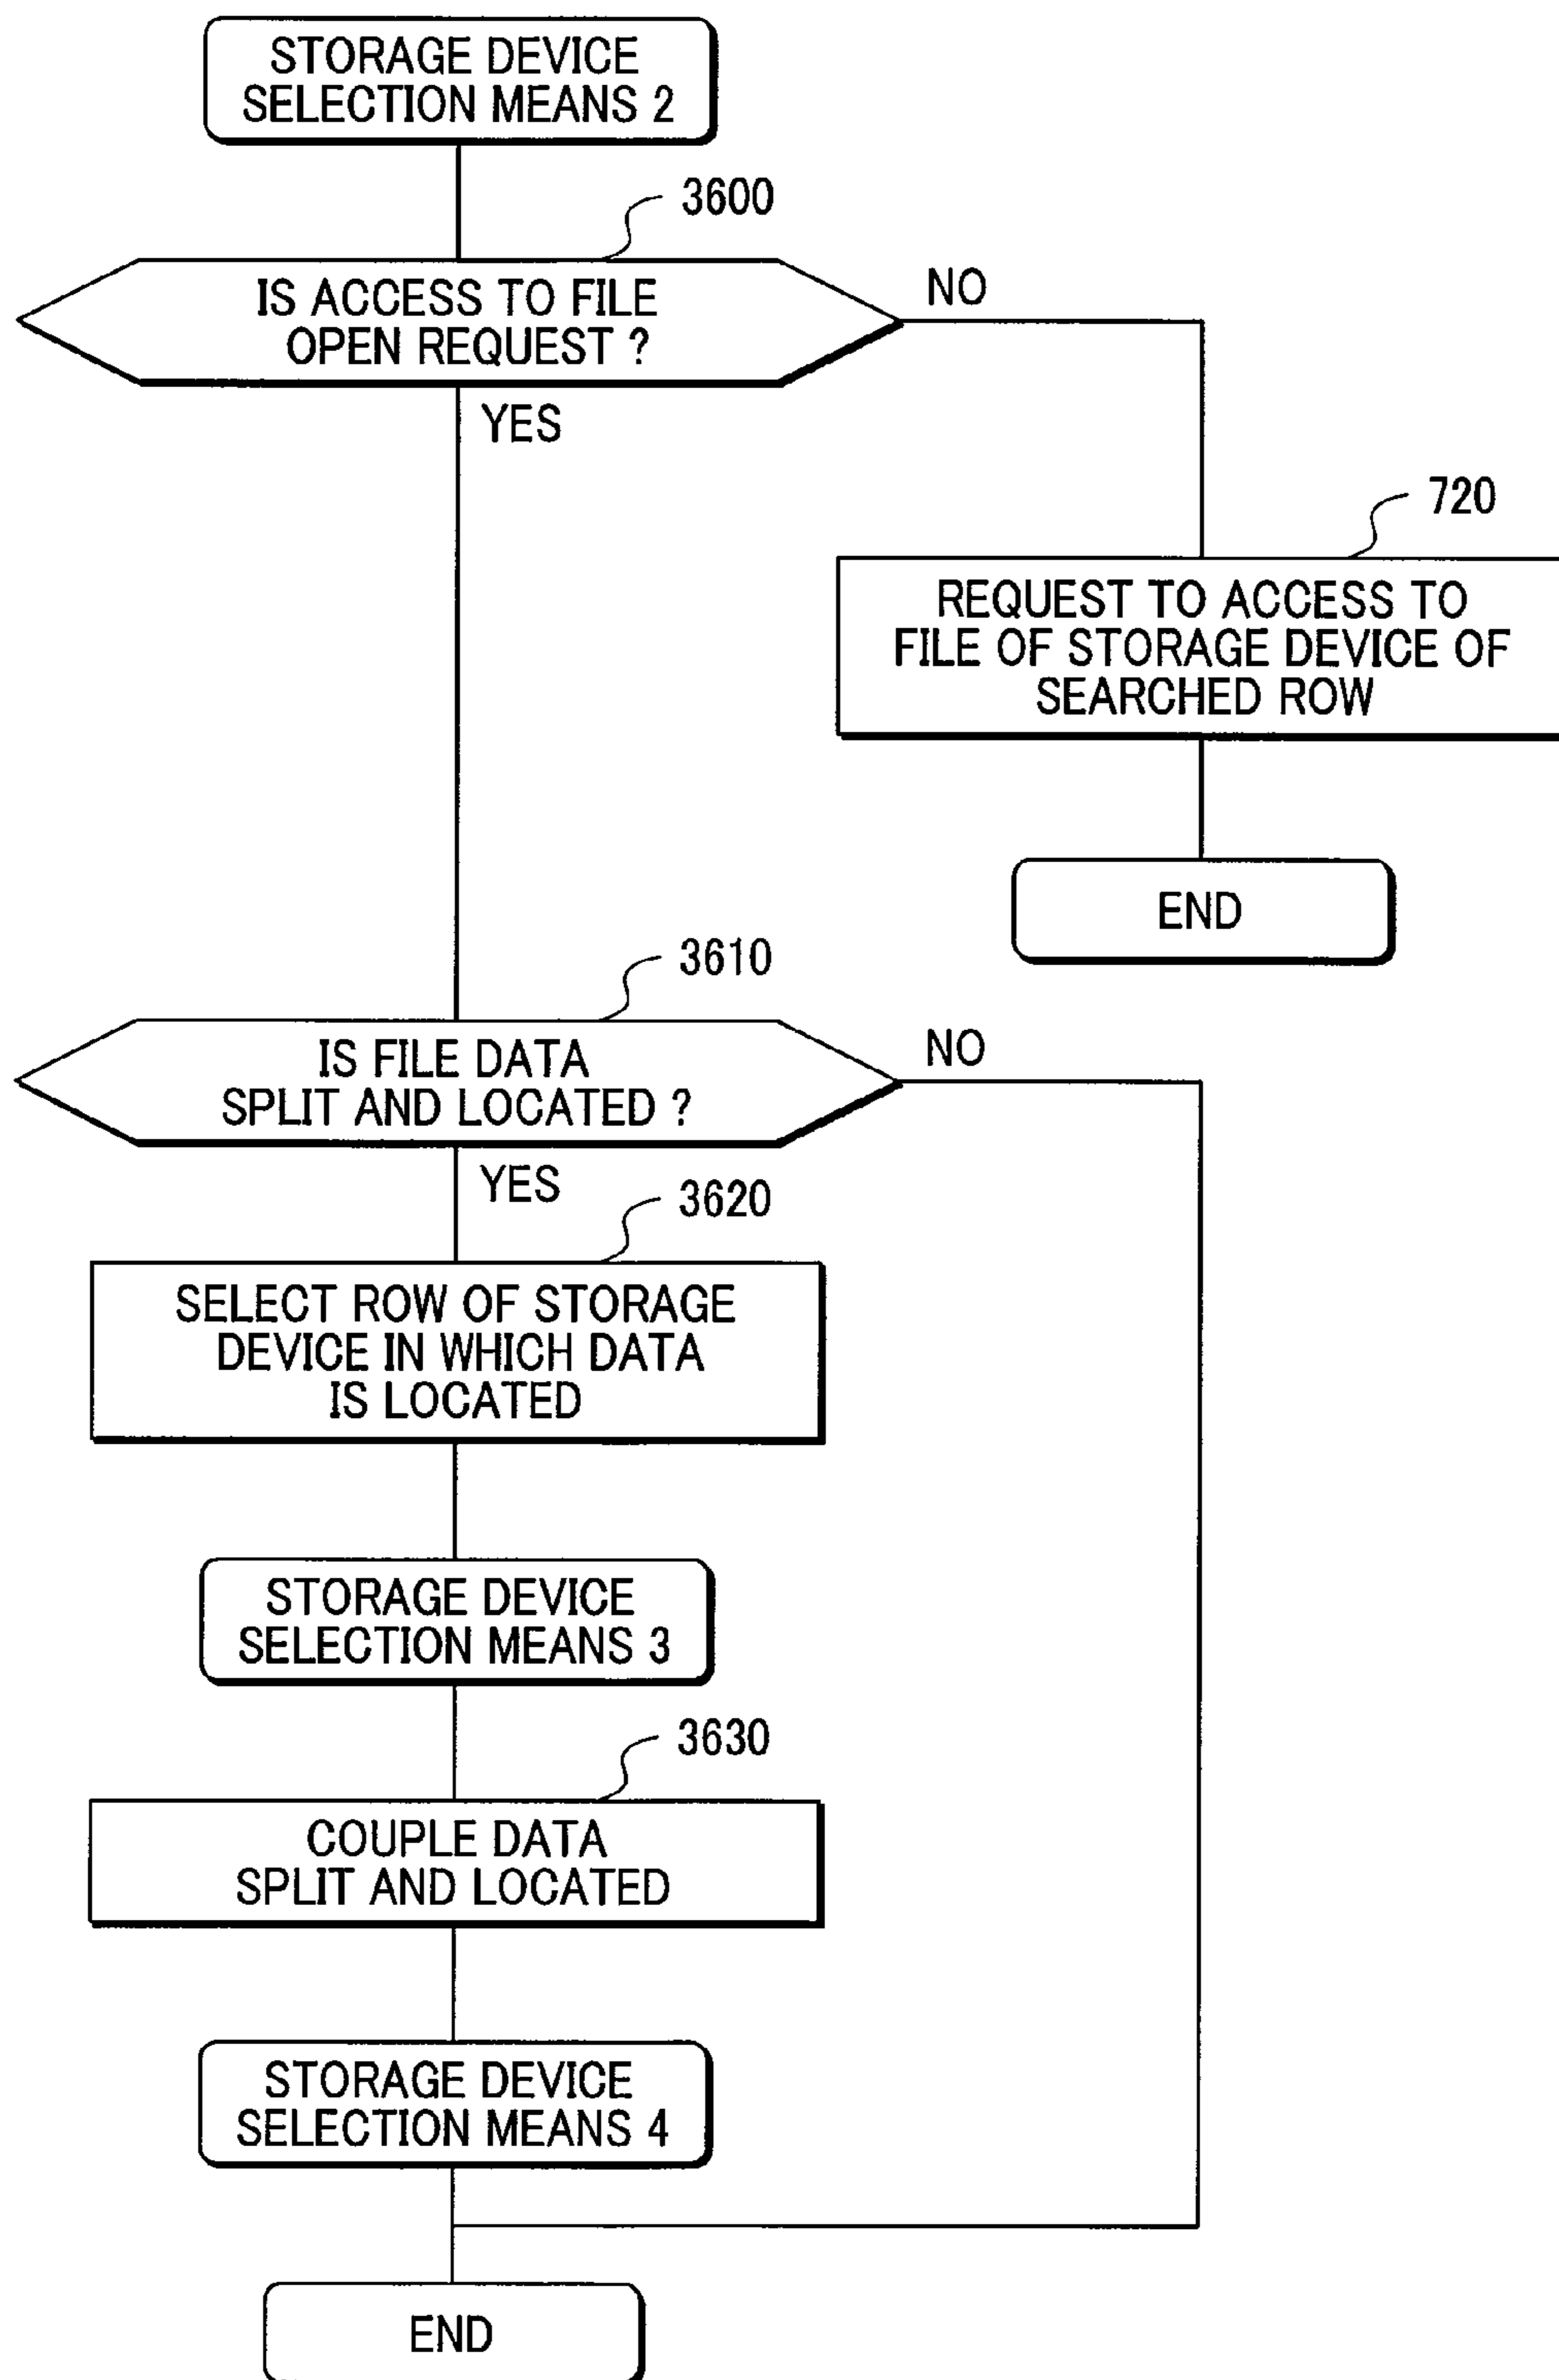 STORAGE DEVICE
SELECTION MEANS 2
3600
IS ACCESS TO FILE
OPEN REQUEST ?
NO
YES
720
REQUEST TO ACCESS TO
FILE OF STORAGE DEVICE OF
SEARCHED ROW
END
3610
IS FILE DATA
SPLIT AND LOCATED ?
NO
YES
3620
SELECT ROW OF STORAGE
DEVICE IN WHICH DATA
IS LOCATED
STORAGE DEVICE
SELECTION MEANS 3
3630
COUPLE DATA
SPLIT AND LOCATED
STORAGE DEVICE
SELECTION MEANS 4
END